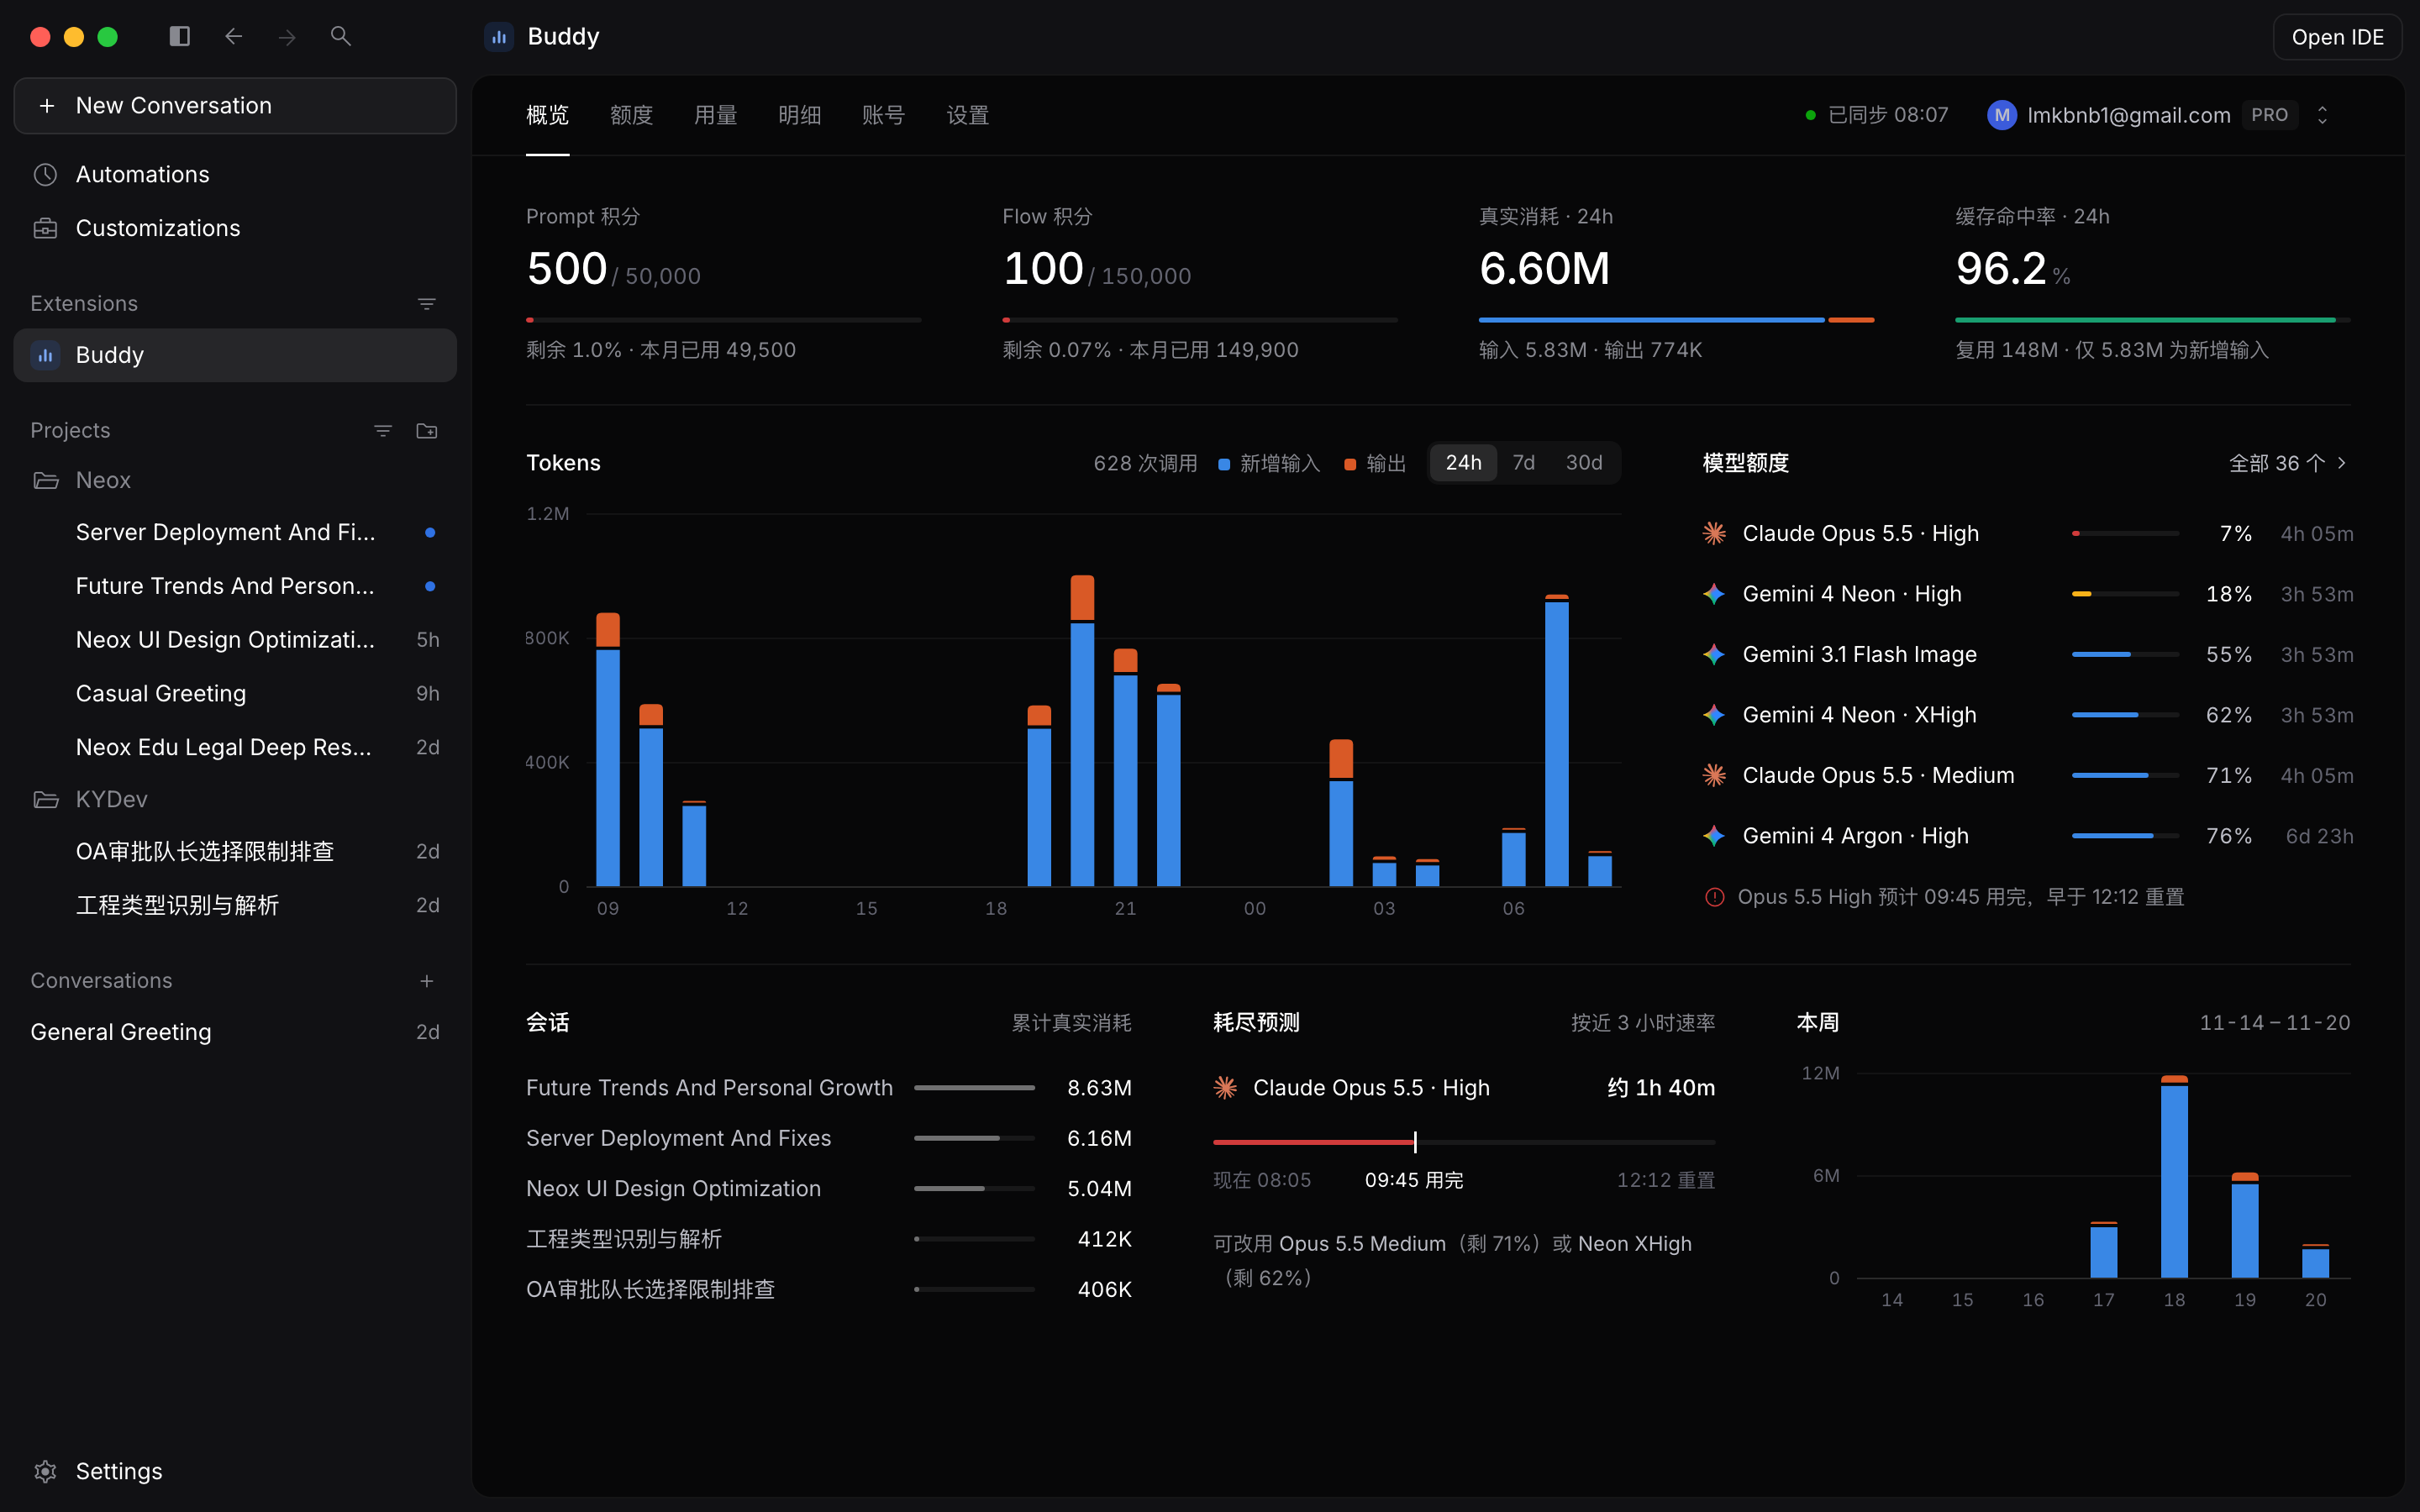 Buddy
Open IDE
New Conversation
Automations
Customizations
Extensions
Buddy
Projects
Neox
Server Deployment And Fi...
Future Trends And Person...
Neox UI Design Optimizati... 5h
Casual Greeting 9h
Neox Edu Legal Deep Res... 2d
KYDev
OA审批队长选择限制排查 2d
工程类型识别与解析 2d
Conversations
General Greeting 2d
Settings
概览 额度 用量 明细 账号 设置
已同步 08:07 M lmkbnb1@gmail.com PRO
Prompt 积分
500 / 50,000
剩余 1.0% · 本月已用 49,500
Flow 积分
100 / 150,000
剩余 0.07% · 本月已用 149,900
真实消耗 · 24h
6.60M
输入 5.83M · 输出 774K
缓存命中率 · 24h
96.2 %
复用 148M · 仅 5.83M 为新增输入
Tokens 628 次调用 新增输入 输出 24h 7d 30d
1.2M
800K
400K
0
09 12 15 18 21 00 03 06
模型额度 全部 36 个
Claude Opus 5.5 · High 7% 4h 05m
Gemini 4 Neon · High 18% 3h 53m
Gemini 3.1 Flash Image 55% 3h 53m
Gemini 4 Neon · XHigh 62% 3h 53m
Claude Opus 5.5 · Medium 71% 4h 05m
Gemini 4 Argon · High 76% 6d 23h
Opus 5.5 High 预计 09:45 用完，早于 12:12 重置
会话 累计真实消耗
Future Trends And Personal Growth 8.63M
Server Deployment And Fixes 6.16M
Neox UI Design Optimization 5.04M
工程类型识别与解析 412K
OA审批队长选择限制排查 406K
耗尽预测 按近 3 小时速率
Claude Opus 5.5 · High 约 1h 40m
现在 08:05 09:45 用完 12:12 重置
可改用 Opus 5.5 Medium（剩 71%）或 Neon XHigh
（剩 62%）
本周 11-14 – 11-20
12M
6M
0
14 15 16 17 18 19 20